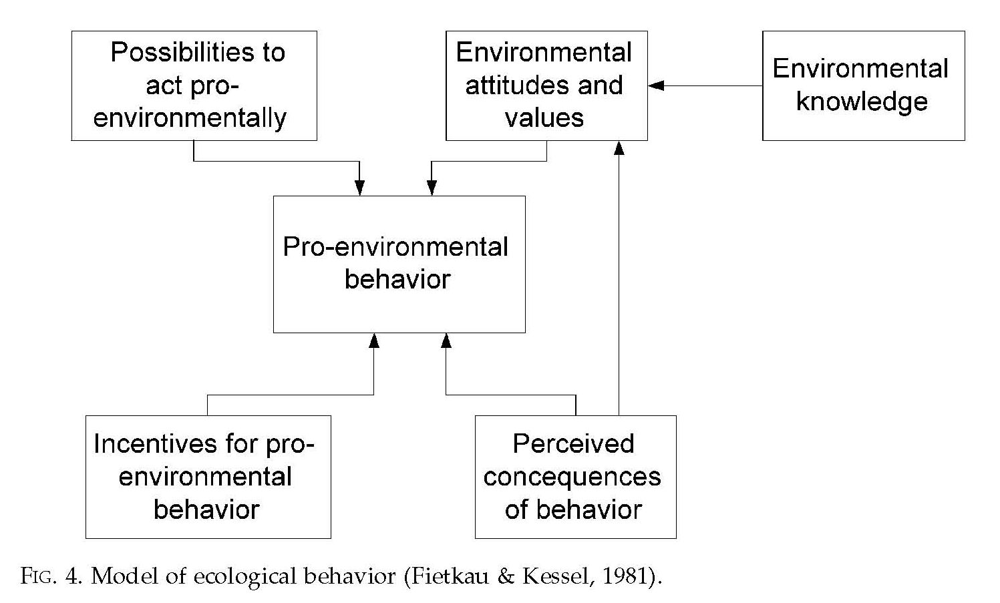 Possibilities to
act pro-
environmentally
Environmental
attitudes and
values
Environmental
knowledge
Pro-environmental
behavior
Incentives for pro-
environmental
behavior
Perceived
concequences
of behavior
FIG. 4. Model of ecological behavior (Fietkau & Kessel, 1981).